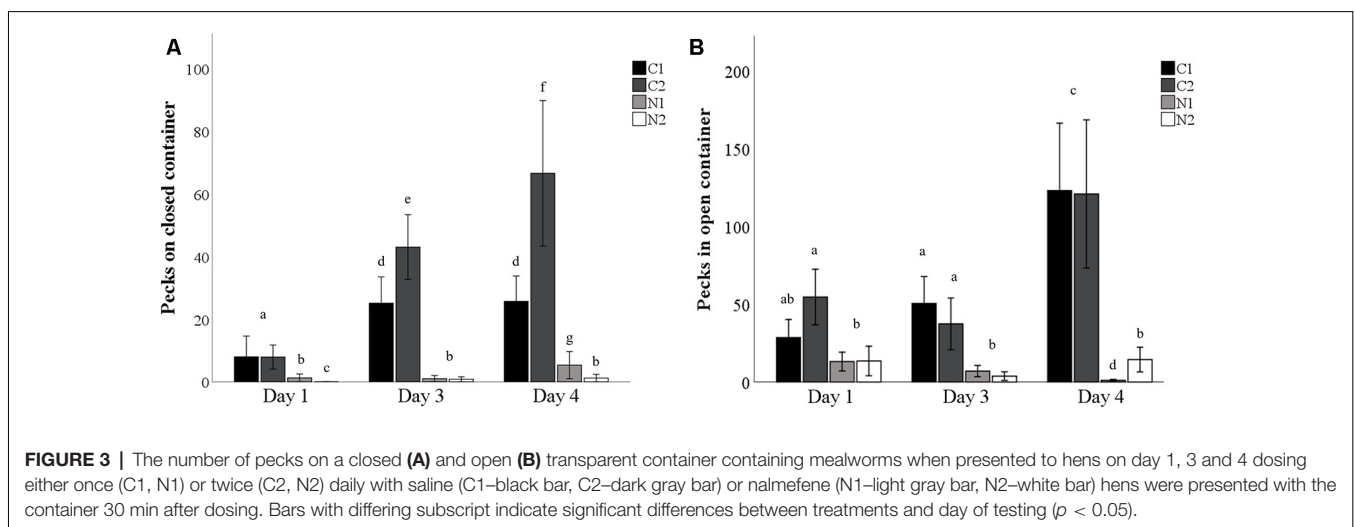 A
Pecks on closed container
100
80
60
40
20
0
C1
C2
N1
N2
a
b
c
d
e
b
d
f
g
b
Day 1
Day 3
Day 4
B
Pecks in open container
200
150
100
50
0
C1
C2
N1
N2
ab
a
b
a
a
b
c
d
b
Day 1
Day 3
Day 4
FIGURE 3 | The number of pecks on a closed (A) and open (B) transparent container containing mealworms when presented to hens on day 1, 3 and 4 dosing
either once (C1, N1) or twice (C2, N2) daily with saline (C1–black bar, C2–dark gray bar) or nalmefene (N1–light gray bar, N2–white bar) hens were presented with the
container 30 min after dosing. Bars with differing subscript indicate significant differences between treatments and day of testing (p < 0.05).